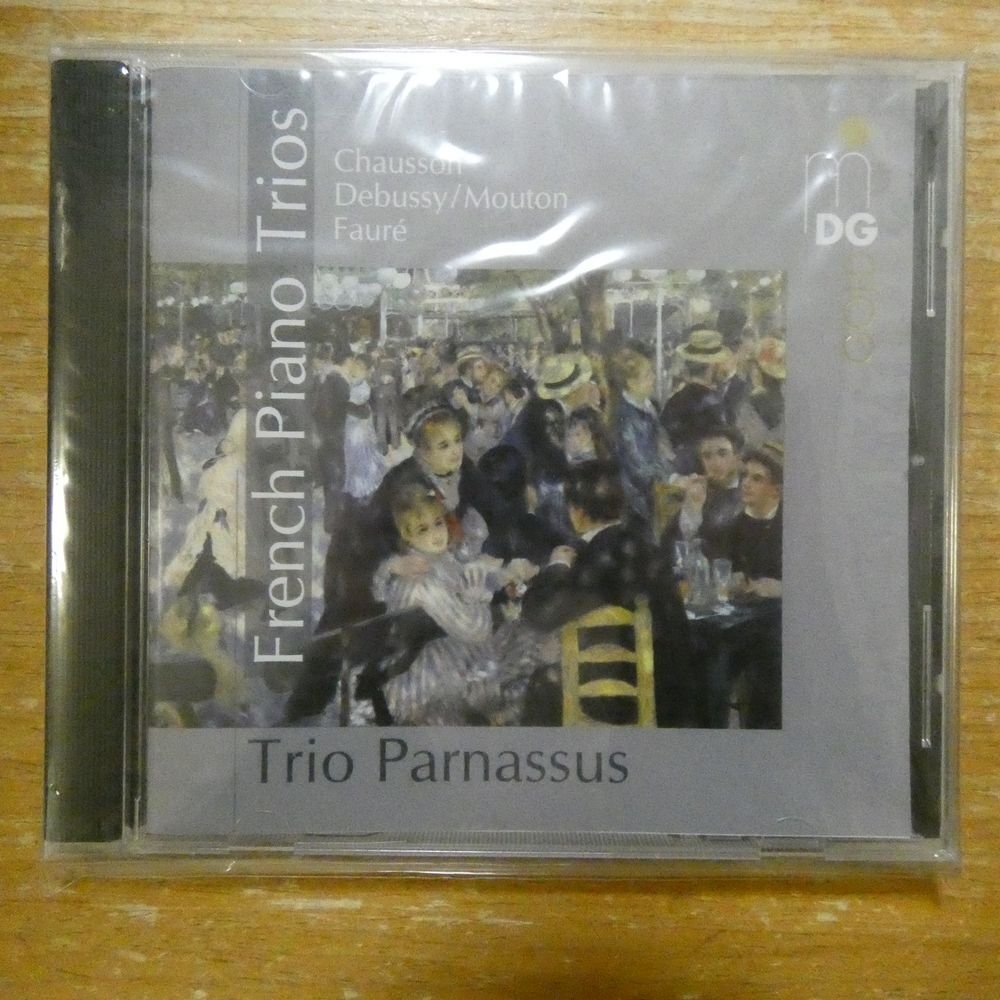 French Piano Trios
Chausson
Debussy/Mouton
Fauré
m
DG
Trio Parnassus